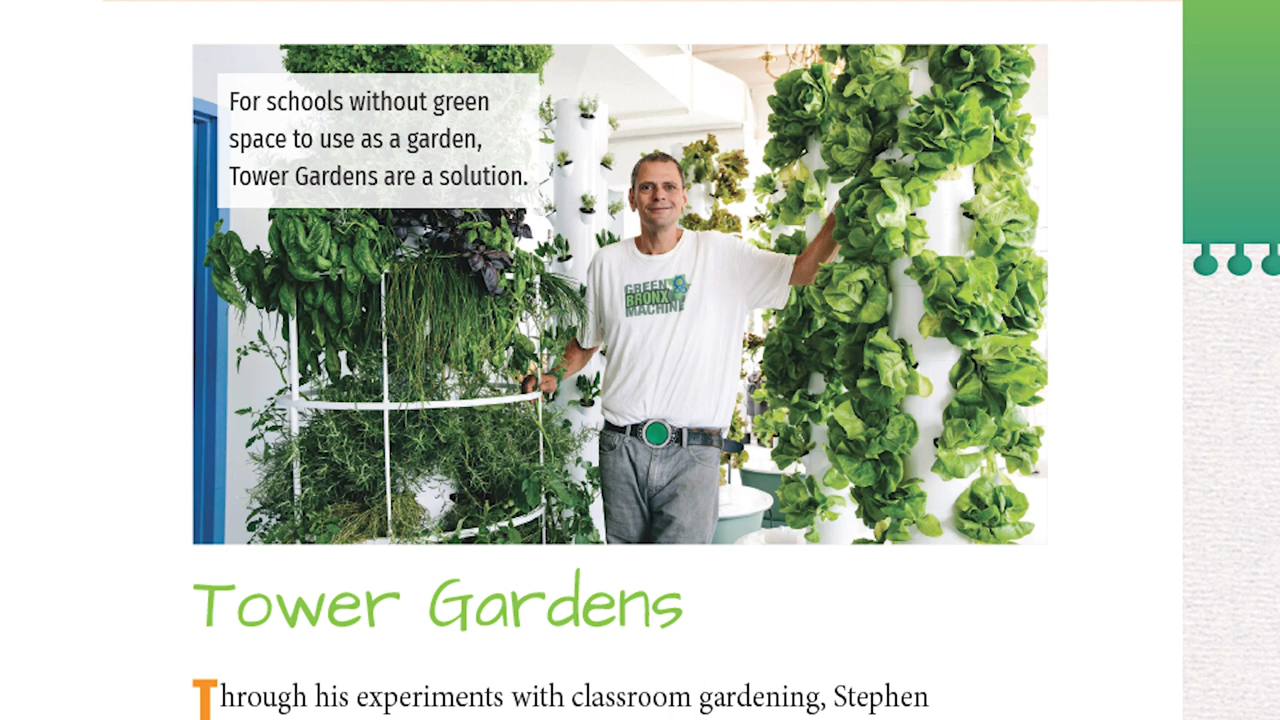 For schools without green
space to use as a garden,
Tower Gardens are a solution.
GREEN
BRONX
MACHINE
Tower Gardens
Through his experiments with classroom gardening, Stephen